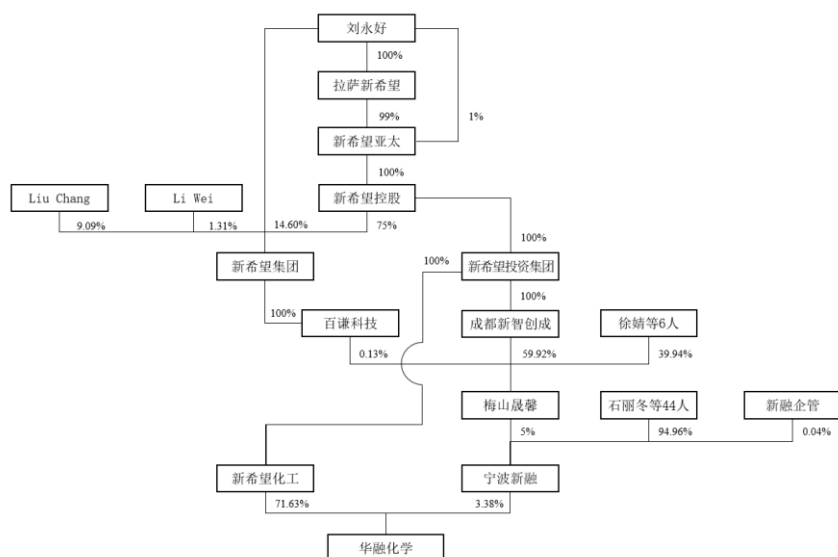 刘永好
100%
拉萨新希望
99%
1%
新希望亚太
100%
Liu Chang
Li Wei
新希望控股
9.09%
1.31%
14.60%
75%
100%
新希望集团
100%
新希望投资集团
100%
100%
百谦科技
成都新智创成
徐婧等6人
0.13%
59.92%
39.94%
梅山晟馨
石丽冬等44人
新融企管
5%
94.96%
0.04%
新希望化工
宁波新融
71.63%
3.38%
华融化学